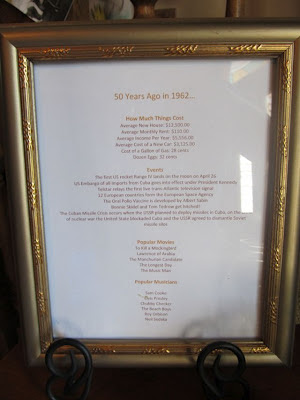 50 Years Ago in 1962...
How Much Things Cost
Average New House: $12,500.00
Average Monthly Rent: $110.00
Average Income Per Year: $5,556.00
Average Cost of a New Car: $3,125.00
Cost of a Gallon of Gas: 28 cents
Dozen Eggs: 32 cents
Events
The first US rocket Ranger IV lands on the moon on April 26
US Embargo of all imports from Cuba goes into effect under President Kennedy
Telstar relays the first live trans Atlantic television signal
12 European countries form the European Space Agency
The Oral Polio Vaccine is developed by Albert Sabin
Bonnie Skider and Tom get hitched!
The Cuban Missile Crisis occurs when the USSR planned to deploy missiles in Cuba, on the
of nuclear war the United State blockaded Cuba and the USSR agreed to dismantle Soviet
missile sites
Popular Movies
To Kill a Mockingbird
Lawrence of Arabia
The Manchurian Candidate
The Longest Day
The Music Man
Popular Musicians
Sam Cooke
Elvis Presley
Chubby Checker
The Beach Boys
Roy Orbison
Neil Sedaka